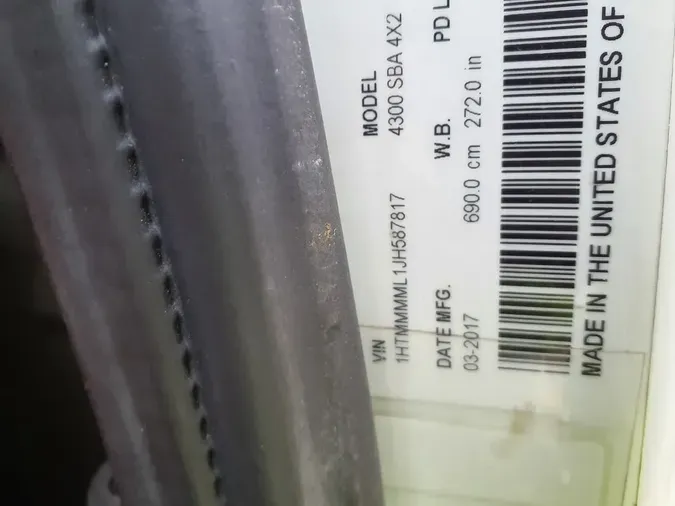 VIN
1HTMMMML1JH587817
MODEL
4300 SBA 4X2
DATE MFG.
03-2017
W.B.
690.0 cm 272.0 in
PD L
MADE IN THE UNITED STATES OF